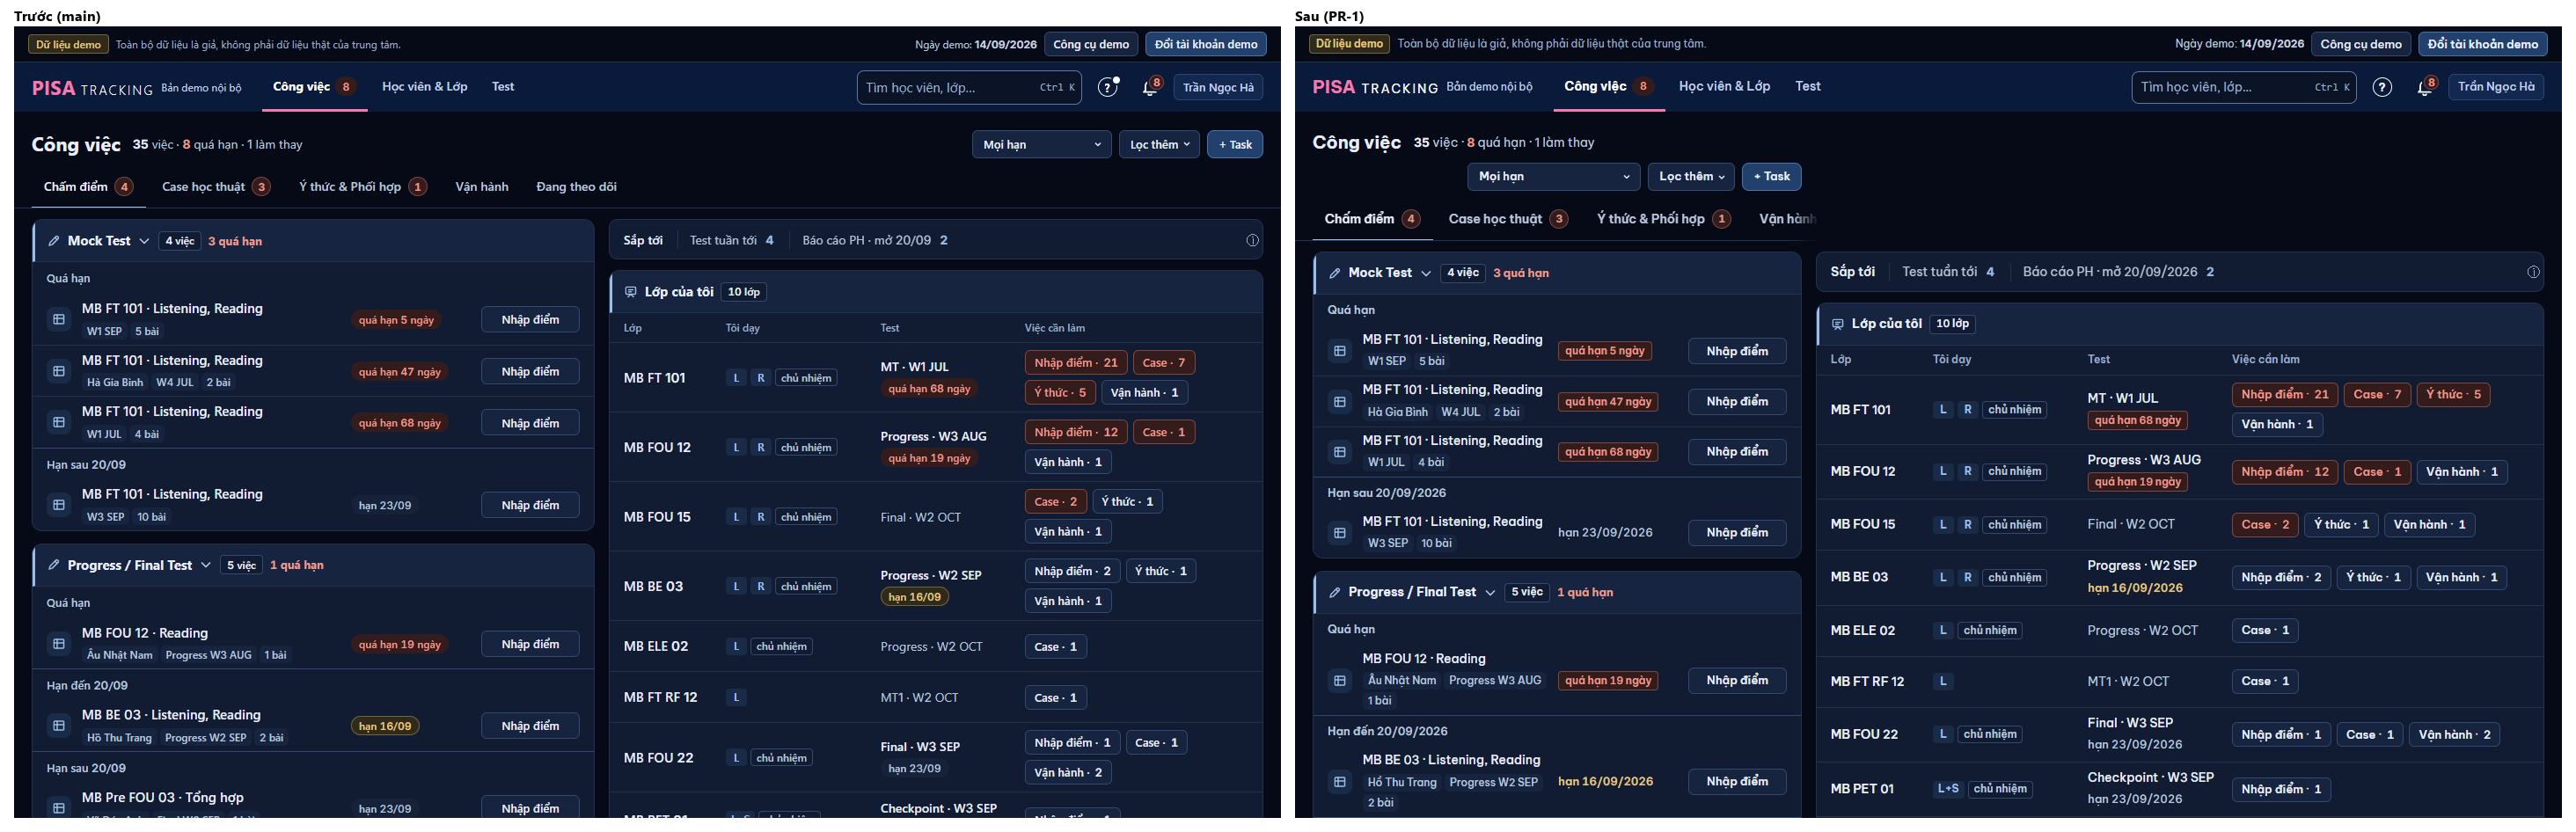 Trước (main)
Dữ liệu demo Toàn bộ dữ liệu là giả, không phải dữ liệu thật của trung tâm. Ngày demo: 14/09/2026 Công cụ demo Đổi tài khoản demo
PISA TRACKING Bản demo nội bộ Công việc 8 Học viên & Lớp Test Tìm học viên, lớp... Ctrl K ? 8 Trần Ngọc Hà
Công việc 35 việc · 8 quá hạn · 1 làm thay Mọi hạn Lọc thêm + Task
Chấm điểm 4 Case học thuật 3 Ý thức & Phối hợp 1 Vận hành Đang theo dõi
Mock Test 4 việc 3 quá hạn
Quá hạn
MB FT 101 · Listening, Reading
W1 SEP 5 bài
quá hạn 5 ngày Nhập điểm
MB FT 101 · Listening, Reading
Hà Gia Bình W4 JUL 2 bài
quá hạn 47 ngày Nhập điểm
MB FT 101 · Listening, Reading
W1 JUL 4 bài
quá hạn 68 ngày Nhập điểm
Hạn sau 20/09
MB FT 101 · Listening, Reading
W3 SEP 10 bài
hạn 23/09 Nhập điểm
Progress / Final Test 5 việc 1 quá hạn
Quá hạn
MB FOU 12 · Reading
Âu Nhật Nam Progress W3 AUG 1 bài
quá hạn 19 ngày Nhập điểm
Hạn đến 20/09
MB BE 03 · Listening, Reading
Hồ Thu Trang Progress W2 SEP 2 bài
hạn 16/09 Nhập điểm
Hạn sau 20/09
MB Pre FOU 03 · Tổng hợp
hạn 23/09 Nhập điểm
Sắp tới Test tuần tới 4 Báo cáo PH · mở 20/09 2
Lớp của tôi 10 lớp
Lớp Tôi dạy Test Việc cần làm
MB FT 101 L R chủ nhiệm MT · W1 JUL quá hạn 68 ngày Nhập điểm · 21 Case · 7
Ý thức · 5 Vận hành · 1
MB FOU 12 L R chủ nhiệm Progress · W3 AUG quá hạn 19 ngày Nhập điểm · 12 Case · 1
Vận hành · 1
MB FOU 15 L R chủ nhiệm Final · W2 OCT Case · 2 Ý thức · 1
Vận hành · 1
MB BE 03 L R chủ nhiệm Progress · W2 SEP hạn 16/09 Nhập điểm · 2 Ý thức · 1
Vận hành · 1
MB ELE 02 L chủ nhiệm Progress · W2 OCT Case · 1
MB FT RF 12 L MT1 · W2 OCT Case · 1
MB FOU 22 L chủ nhiệm Final · W3 SEP hạn 23/09 Nhập điểm · 1 Case · 1
Vận hành · 2
Checkpoint · W3 SEP
Sau (PR-1)
Dữ liệu demo Toàn bộ dữ liệu là giả, không phải dữ liệu thật của trung tâm. Ngày demo: 14/09/2026 Công cụ demo Đổi tài khoản demo
PISA TRACKING Bản demo nội bộ Công việc 8 Học viên & Lớp Test Tìm học viên, lớp... Ctrl K ? 8 Trần Ngọc Hà
Công việc 35 việc · 8 quá hạn · 1 làm thay
Mọi hạn Lọc thêm + Task
Chấm điểm 4 Case học thuật 3 Ý thức & Phối hợp 1 Vận hành
Mock Test 4 việc 3 quá hạn
Quá hạn
MB FT 101 · Listening, Reading
W1 SEP 5 bài
quá hạn 5 ngày Nhập điểm
MB FT 101 · Listening, Reading
Hà Gia Bình W4 JUL 2 bài
quá hạn 47 ngày Nhập điểm
MB FT 101 · Listening, Reading
W1 JUL 4 bài
quá hạn 68 ngày Nhập điểm
Hạn sau 20/09/2026
MB FT 101 · Listening, Reading
W3 SEP 10 bài
hạn 23/09/2026 Nhập điểm
Progress / Final Test 5 việc 1 quá hạn
Quá hạn
MB FOU 12 · Reading
Âu Nhật Nam Progress W3 AUG
1 bài
quá hạn 19 ngày Nhập điểm
Hạn đến 20/09/2026
MB BE 03 · Listening, Reading
Hồ Thu Trang Progress W2 SEP
2 bài
hạn 16/09/2026 Nhập điểm
Sắp tới Test tuần tới 4 Báo cáo PH · mở 20/09/2026 2
Lớp của tôi 10 lớp
Lớp Tôi dạy Test Việc cần làm
MB FT 101 L R chủ nhiệm MT · W1 JUL quá hạn 68 ngày Nhập điểm · 21 Case · 7 Ý thức · 5
Vận hành · 1
MB FOU 12 L R chủ nhiệm Progress · W3 AUG quá hạn 19 ngày Nhập điểm · 12 Case · 1 Vận hành · 1
MB FOU 15 L R chủ nhiệm Final · W2 OCT Case · 2 Ý thức · 1 Vận hành · 1
MB BE 03 L R chủ nhiệm Progress · W2 SEP hạn 16/09/2026 Nhập điểm · 2 Ý thức · 1 Vận hành · 1
MB ELE 02 L chủ nhiệm Progress · W2 OCT Case · 1
MB FT RF 12 L MT1 · W2 OCT Case · 1
MB FOU 22 L chủ nhiệm Final · W3 SEP hạn 23/09/2026 Nhập điểm · 1 Case · 1 Vận hành · 2
MB PET 01 L+S chủ nhiệm Checkpoint · W3 SEP hạn 23/09/2026 Nhập điểm · 1